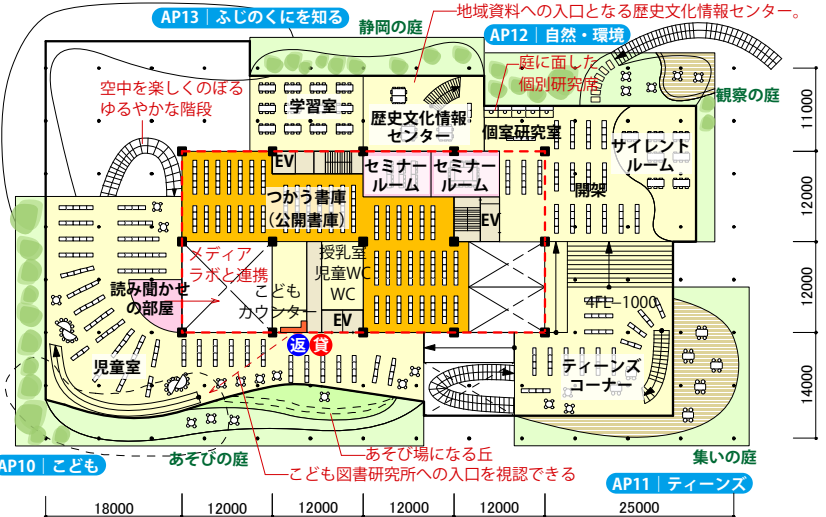 AP13｜ふじのくにを知る
地域資料への入口となる歴史文化情報センター。
静岡の庭
AP12｜自然・環境
庭に面した
個別研究席
観察の庭
空中を楽しくのぼる
ゆるやかな階段
学習室
歴史文化情報
センター
個室研究室
サイレント
ルーム
11000
EV
セミナー
ルーム
セミナー
ルーム
つかう書庫
（公開書庫）
開架
EV
12000
メディア
ラボと連携
授乳室
児童WC
WC
読み聞かせ
の部屋
こども
カウンター
EV
4FL−1000
12000
返
貸
児童室
ティーンズ
コーナー
14000
あそび場になる丘
AP10｜こども
あそびの庭
こども図書研究所への入口を視認できる
集いの庭
AP11｜ティーンズ
18000
12000
12000
12000
12000
25000